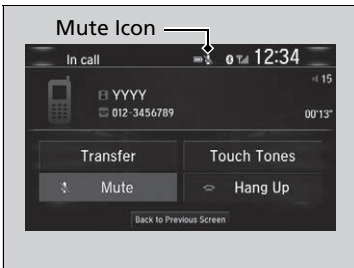 Mute Icon
In call 12:34
15
YYYY
012-3456789 00'13"
Transfer Touch Tones
Mute Hang Up
Back to Previous Screen